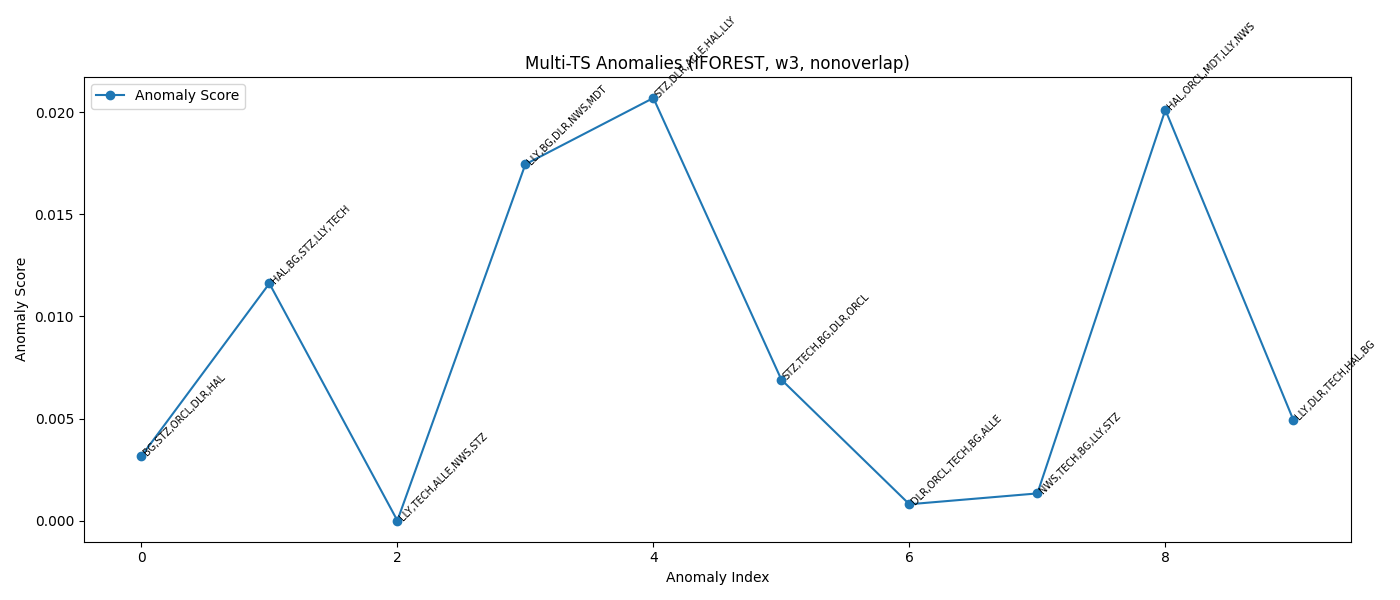 Multi-TS Anomalies (IFOREST, w3, nonoverlap)
Anomaly Score
Anomaly Score
0.020
0.015
0.010
0.005
0.000
BG,STZ,ORCL,DLR,HAL
HAL,BG,STZ,LLY,TECH
LLY,TECH,ALLE,NWS,STZ
LLY,BG,DLR,NWS,MDT
STZ,DLR,ALLE,HAL,LLY
STZ,TECH,BG,DLR,ORCL
DLR,ORCL,TECH,BG,ALLE
NWS,TECH,BG,LLY,STZ
HAL,ORCL,MDT,LLY,NWS
LLY,DLR,TECH,HAL,BG
0 2 4 6 8
Anomaly Index